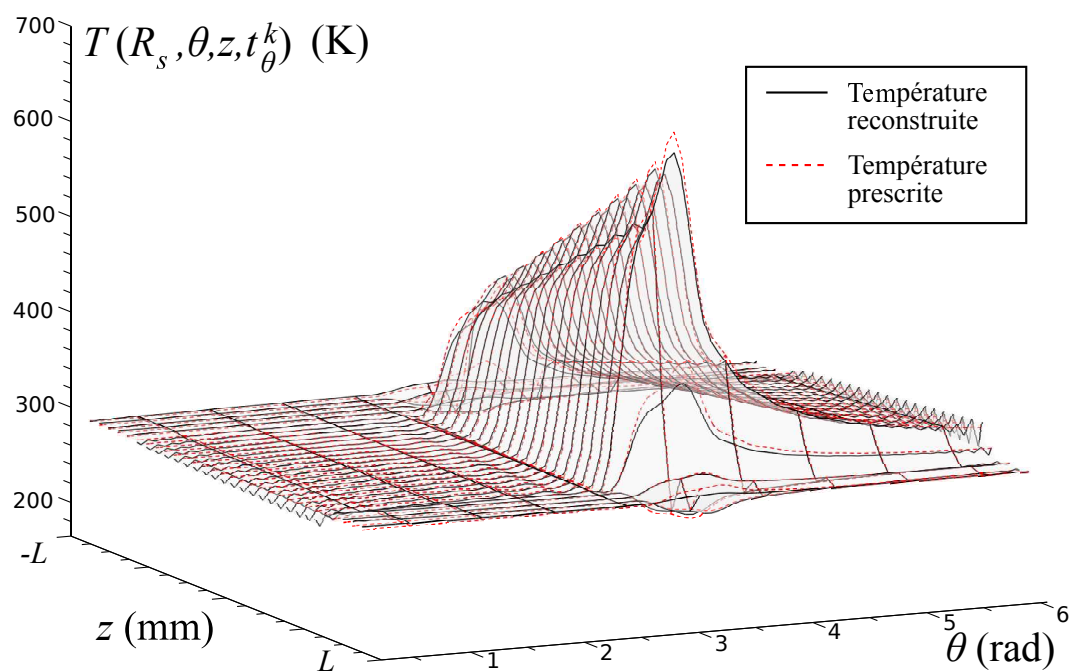 700
T (R_s ,θ,z,t_θ^k) (K)
600
500
400
300
200
Température
reconstruite
Température
prescrite
-L
z (mm)
L
1
2
3
4
5
6
θ (rad)